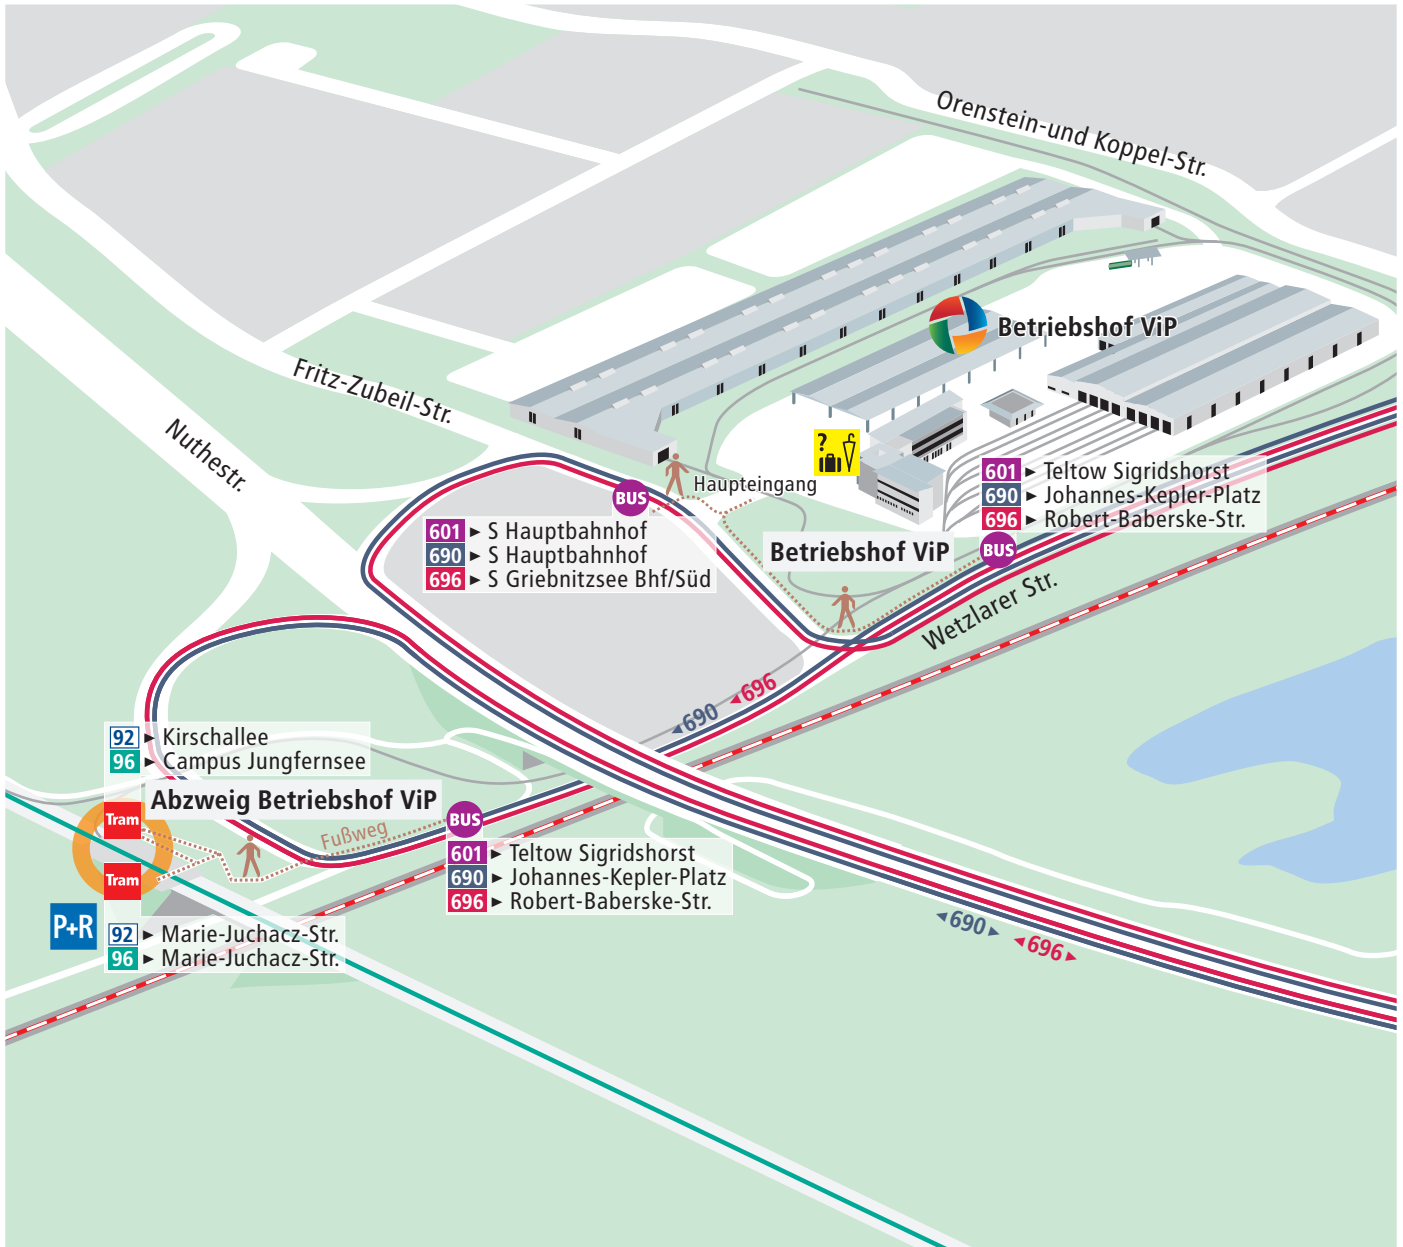 Orenstein-und Koppel-Str.
Betriebshof ViP
Fritz-Zubeil-Str.
Nuthestr.
?
Haupteingang
BUS
601 ► S Hauptbahnhof
690 ► S Hauptbahnhof
696 ► S Griebnitzsee Bhf/Süd
601 ► Teltow Sigridshorst
690 ► Johannes-Kepler-Platz
696 ► Robert-Baberske-Str.
BUS
Betriebshof ViP
Wetzlarer Str.
◄696
◄690
92 ► Kirschallee
96 ► Campus Jungfernsee
Abzweig Betriebshof ViP
Tram
Fußweg
BUS
601 ► Teltow Sigridshorst
690 ► Johannes-Kepler-Platz
696 ► Robert-Baberske-Str.
Tram
P+R
92 ► Marie-Juchacz-Str.
96 ► Marie-Juchacz-Str.
◄690►
◄696►